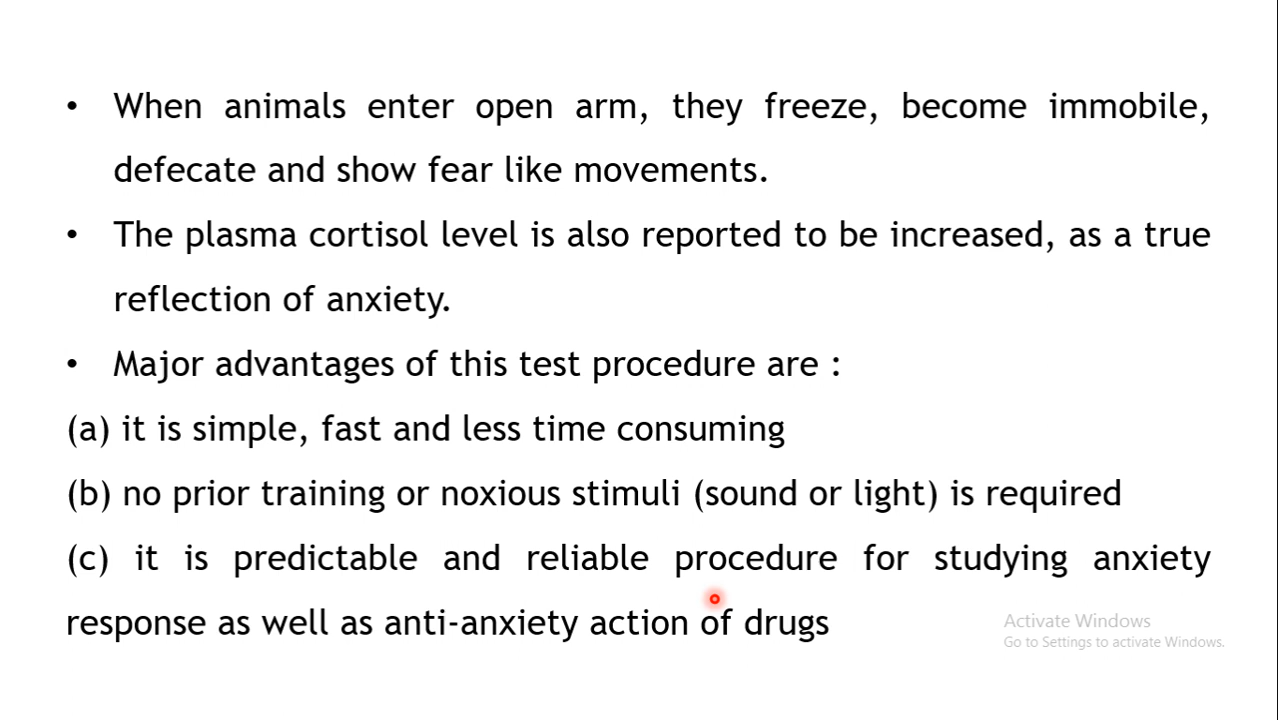 • When animals enter open arm, they freeze, become immobile,
defecate and show fear like movements.
• The plasma cortisol level is also reported to be increased, as a true
reflection of anxiety.
• Major advantages of this test procedure are :
(a) it is simple, fast and less time consuming
(b) no prior training or noxious stimuli (sound or light) is required
(c) it is predictable and reliable procedure for studying anxiety
response as well as anti-anxiety action of drugs
Activate Windows
Go to Settings to activate Windows.